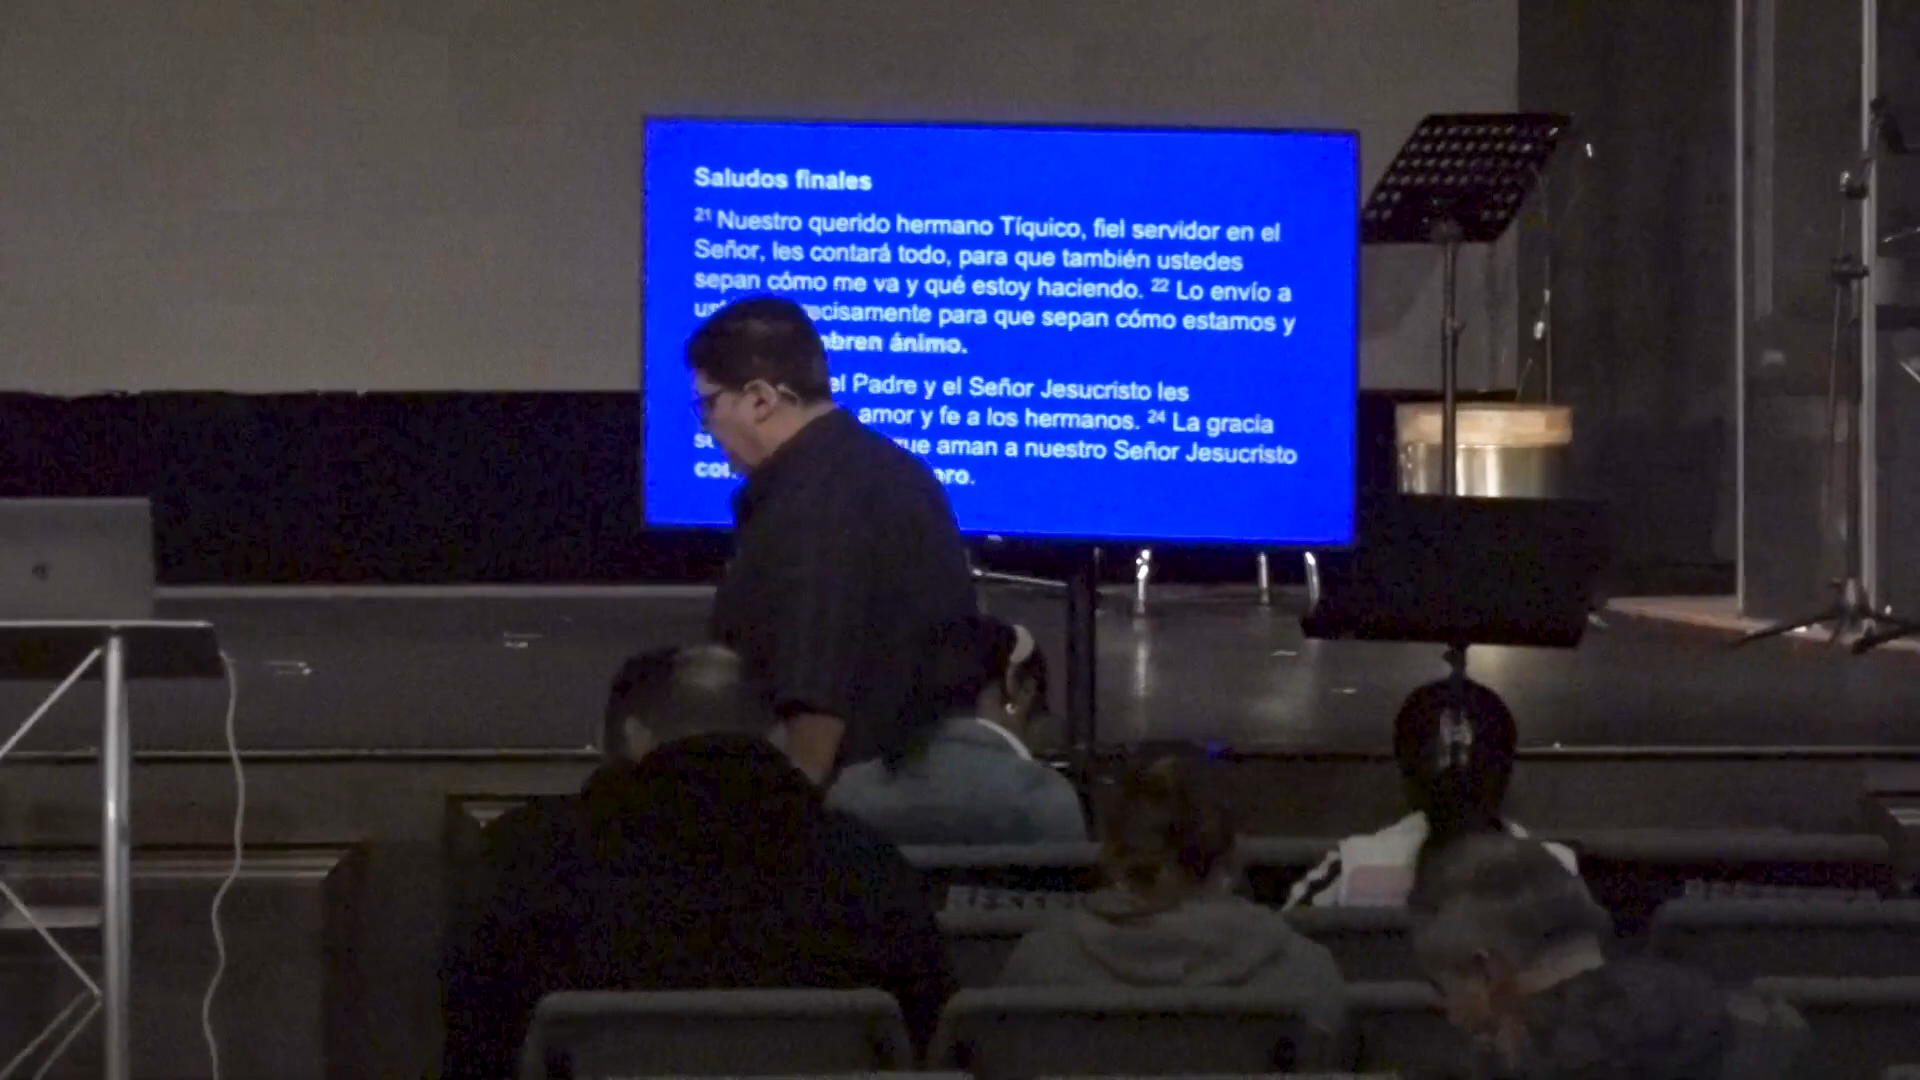 Saludos finales
21 Nuestro querido hermano Tíquico, fiel servidor en el
Señor, les contará todo, para que también ustedes
sepan cómo me va y qué estoy haciendo. 22 Lo envío a
precisamente para que sepan cómo estamos y
ánimo.
el Padre y el Señor Jesucristo les
amor y fe a los hermanos. 24 La gracia
que aman a nuestro Señor Jesucristo